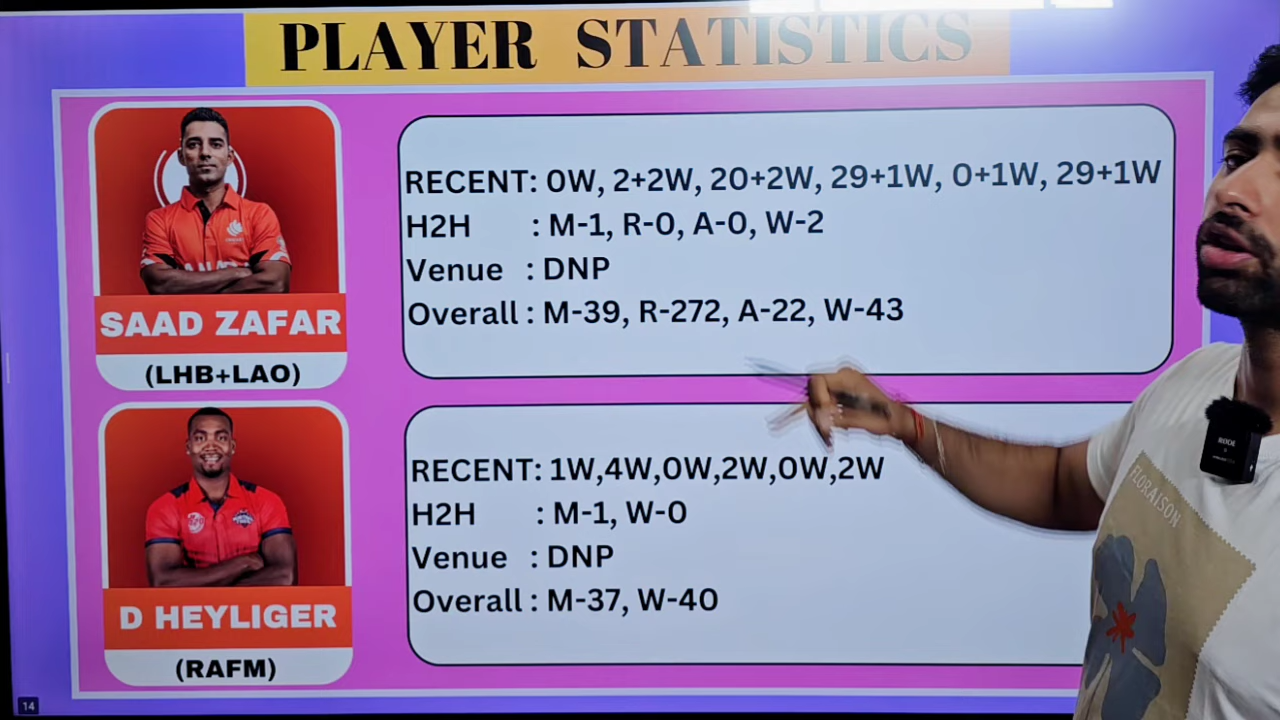 PLAYER STATISTICS
RECENT: 0W, 2+2W, 20+2W, 29+1W, 0+1W, 29+1W
H2H : M-1, R-0, A-0, W-2
Venue : DNP
Overall : M-39, R-272, A-22, W-43
SAAD ZAFAR
(LHB+LAO)
RECENT: 1W,4W,0W,2W,0W,2W
H2H : M-1, W-0
Venue : DNP
Overall : M-37, W-40
D HEYLIGER
(RAFM)
RODE
FLORAISON
14